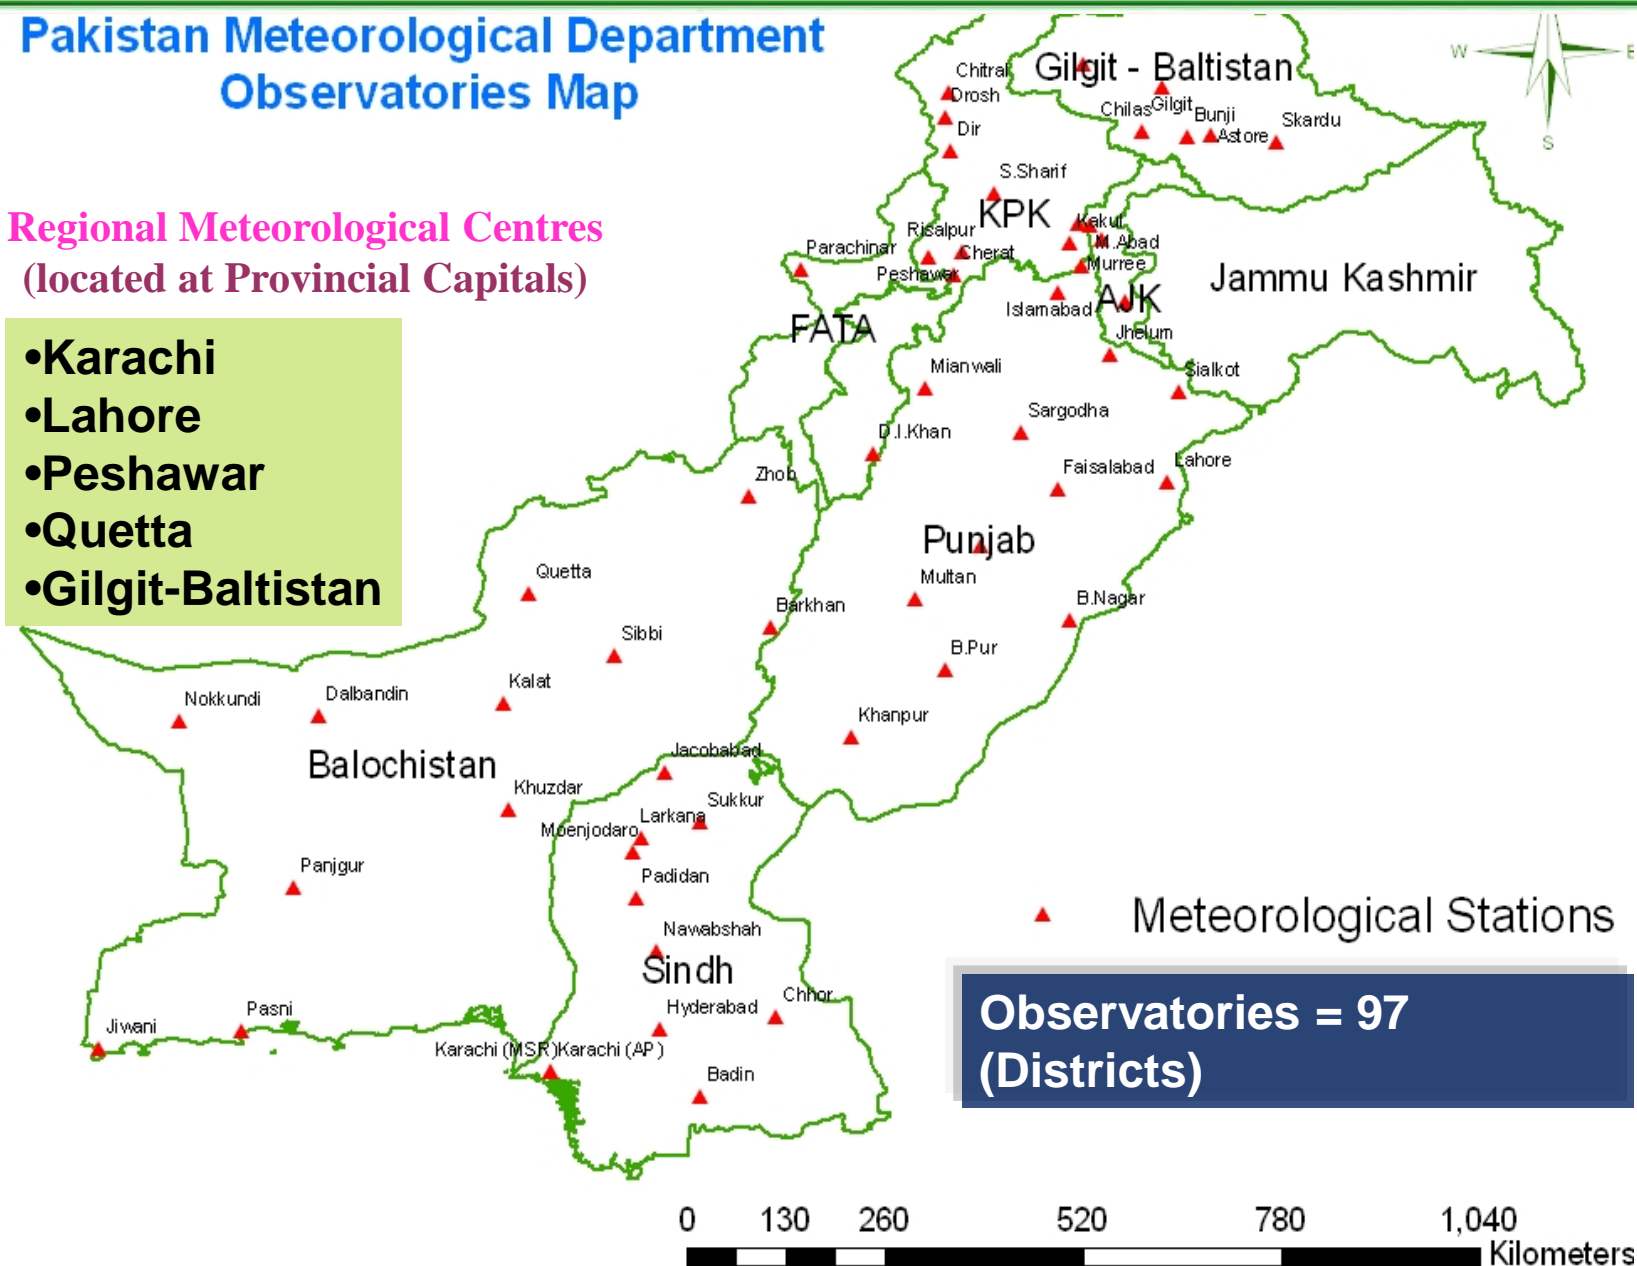 Pakistan Meteorological Department
Observatories Map
W
E
S
Regional Meteorological Centres
(located at Provincial Capitals)
•Karachi
•Lahore
•Peshawar
•Quetta
•Gilgit-Baltistan
Gilgit - Baltistan
Chitral
Drosh
Dir
Chilas
Gilgit
Bunji
Astore
Skardu
S.Sharif
KPK
Kakul
Risalpur
M.Abad
Parachinar
Cherat
Murree
Peshawar
Jammu Kashmir
Islamabad
AJK
FATA
Jhelum
Mianwali
Sialkot
Sargodha
D.I.Khan
Zhob
Faisalabad
Lahore
Punjab
Quetta
Multan
B.Nagar
Barkhan
Sibbi
B.Pur
Kalat
Nokkundi
Dalbandin
Khanpur
Jacobabad
Balochistan
Khuzdar
Sukkur
Larkana
Moenjodaro
Panjgur
Padidan
Nawabshah
Sindh
Chhor
Hyderabad
Pasni
Jiwani
Karachi (MSR)Karachi (AP)
Badin
Meteorological Stations
Observatories = 97
(Districts)
0 130 260 520 780 1,040
Kilometers